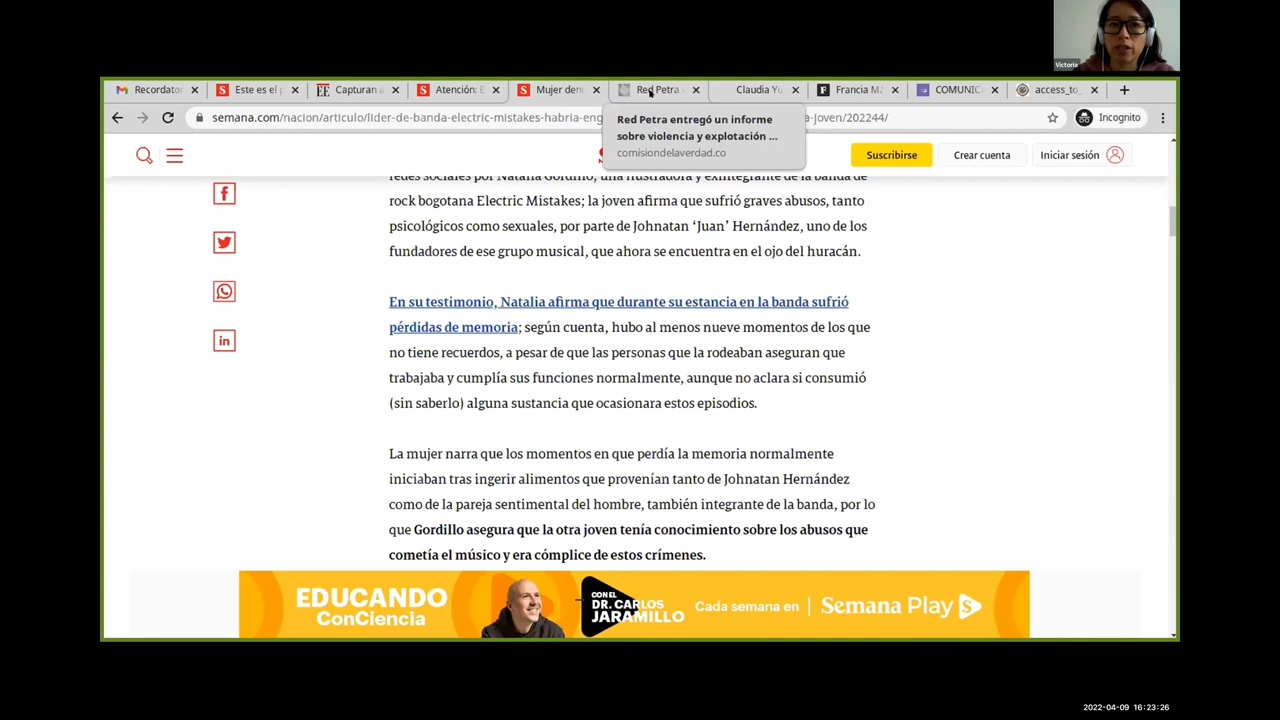 Victoria
Recordator
Este es el p
Capturan a
Atención: E
Mujer den
Red Petra
Claudia Yu
Francia M
COMUNIC
access_to_
semana.com/nacion/articulo/lider-de-banda-electric-mistakes-habria-eng
a-joven/202244/
Incognito
Red Petra entregó un informe
sobre violencia y explotación ...
comisiondelaverdad.co
Suscribirse
Crear cuenta
Iniciar sesión
redes sociales por Natalia Gordillo, una ilustradora y exintegrante de la banda de
rock bogotana Electric Mistakes; la joven afirma que sufrió graves abusos, tanto
psicológicos como sexuales, por parte de Johnatan ‘Juan’ Hernández, uno de los
fundadores de ese grupo musical, que ahora se encuentra en el ojo del huracán.
En su testimonio, Natalia afirma que durante su estancia en la banda sufrió
pérdidas de memoria; según cuenta, hubo al menos nueve momentos de los que
no tiene recuerdos, a pesar de que las personas que la rodeaban aseguran que
trabajaba y cumplía sus funciones normalmente, aunque no aclara si consumió
(sin saberlo) alguna sustancia que ocasionara estos episodios.
La mujer narra que los momentos en que perdía la memoria normalmente
iniciaban tras ingerir alimentos que provenían tanto de Johnatan Hernández
como de la pareja sentimental del hombre, también integrante de la banda, por lo
que Gordillo asegura que la otra joven tenía conocimiento sobre los abusos que
cometía el músico y era cómplice de estos crímenes.
EDUCANDO
ConCiencia
CON EL
DR. CARLOS
JARAMILLO
Cada semana en | Semana Play S
2022-04-09 16:23:26